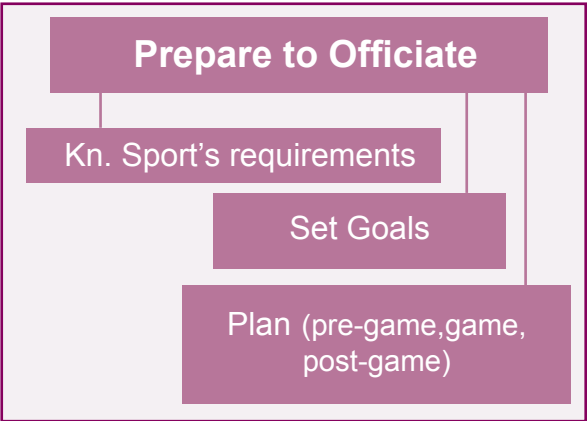 Prepare to Officiate
Kn. Sport's requirements
Set Goals
Plan (pre-game,game,
post-game)